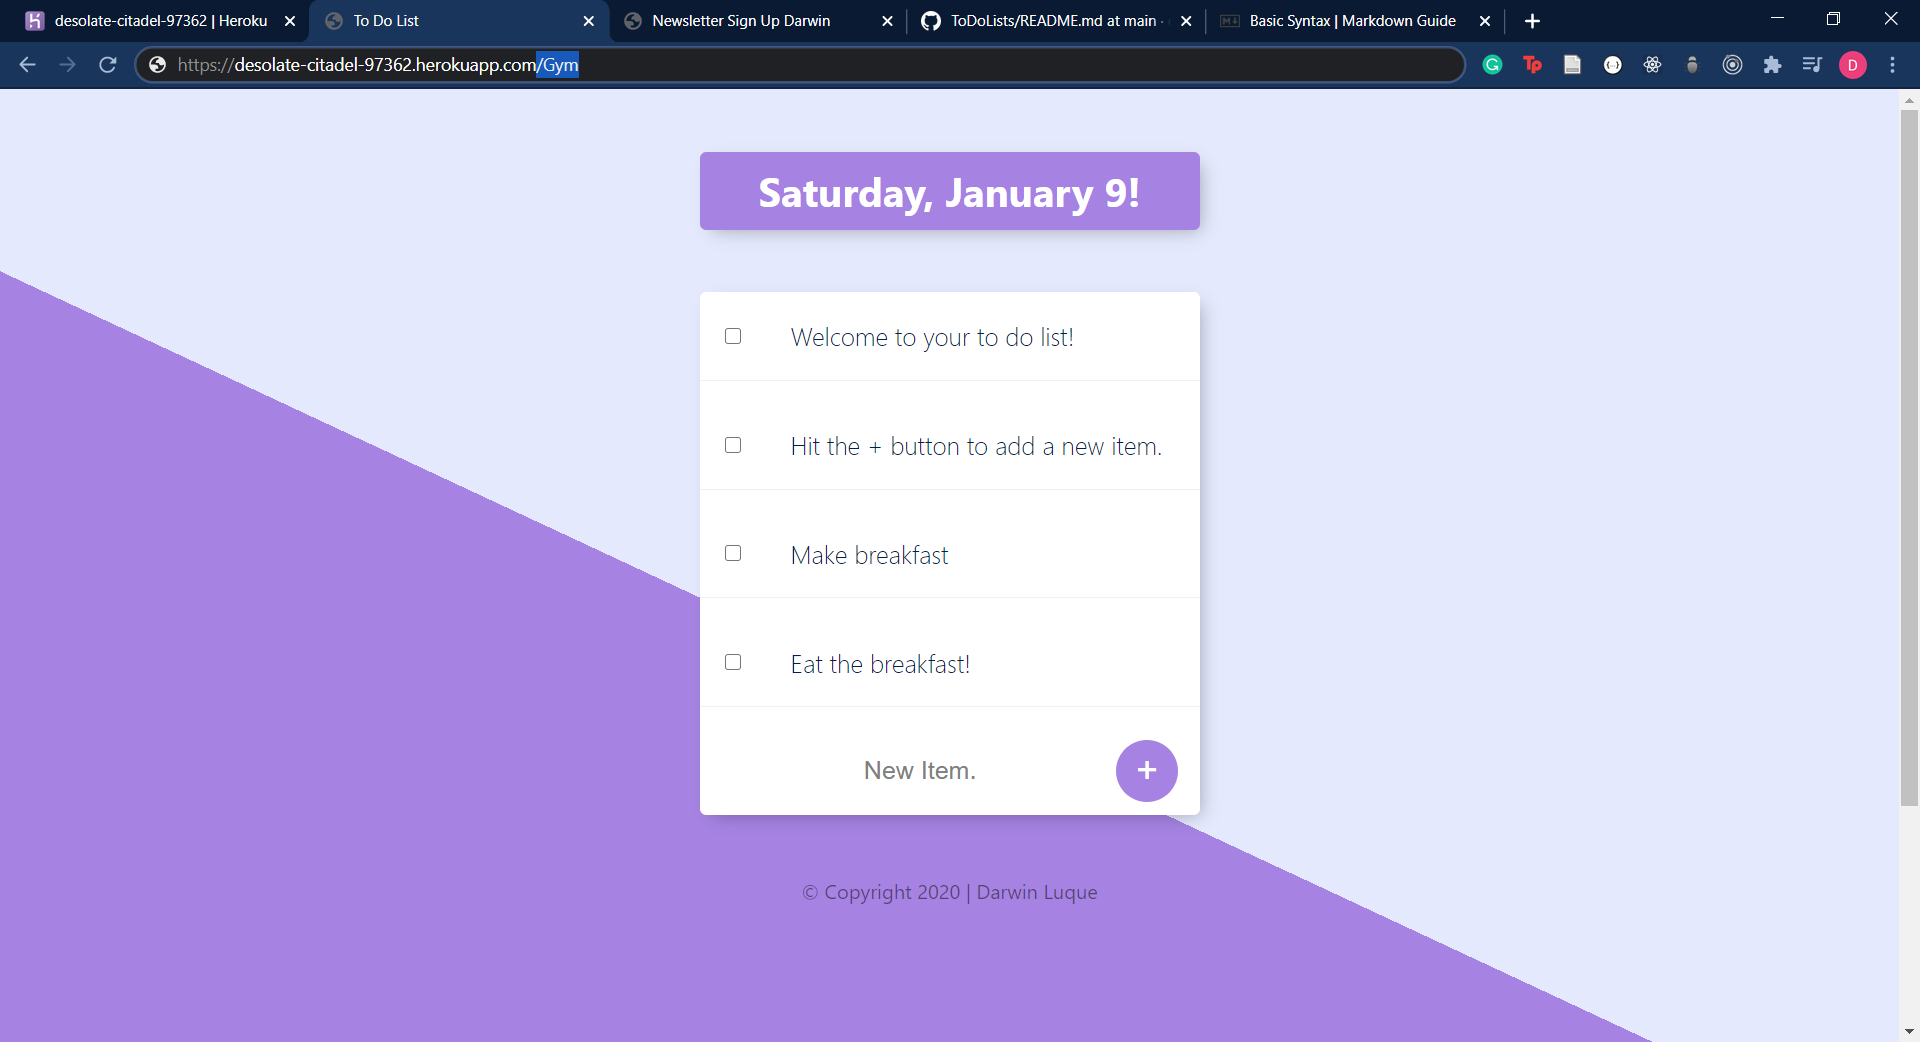 desolate-citadel-97362 | Heroku
To Do List
Newsletter Sign Up Darwin
ToDoLists/README.md at main ·
Basic Syntax | Markdown Guide
https://desolate-citadel-97362.herokuapp.com/Gym
G
Tp
D
Saturday, January 9!
Welcome to your to do list!
Hit the + button to add a new item.
Make breakfast
Eat the breakfast!
New Item.
+
© Copyright 2020 | Darwin Luque